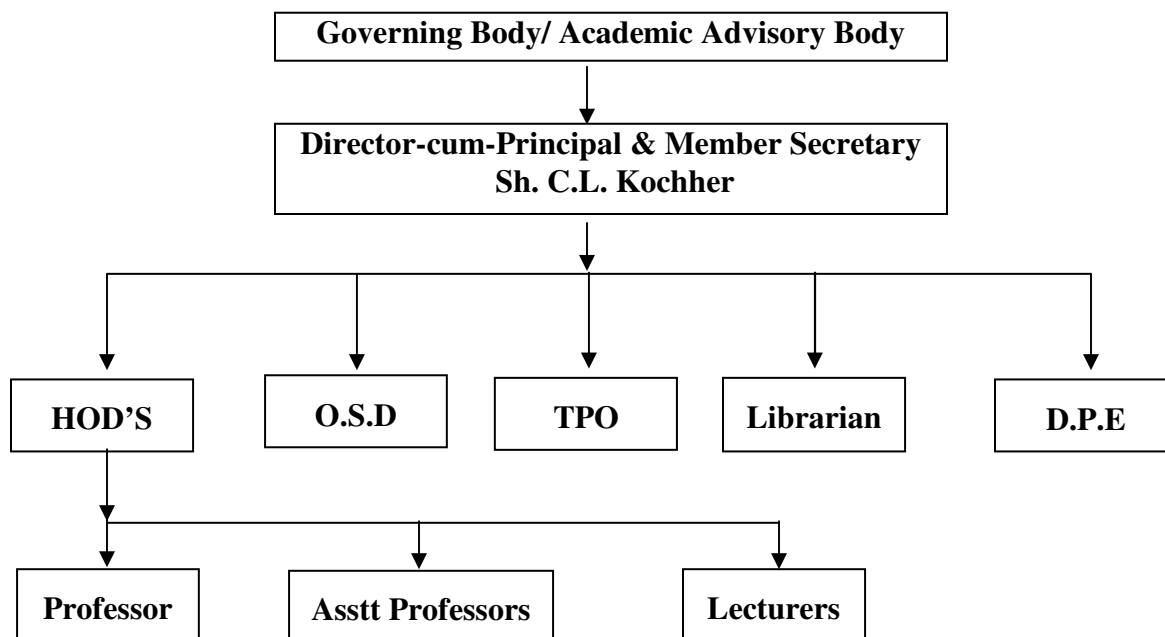 Governing Body/ Academic Advisory Body
Director-cum-Principal & Member Secretary
Sh. C.L. Kochher
HOD’S
O.S.D
TPO
Librarian
D.P.E
Professor
Asstt Professors
Lecturers